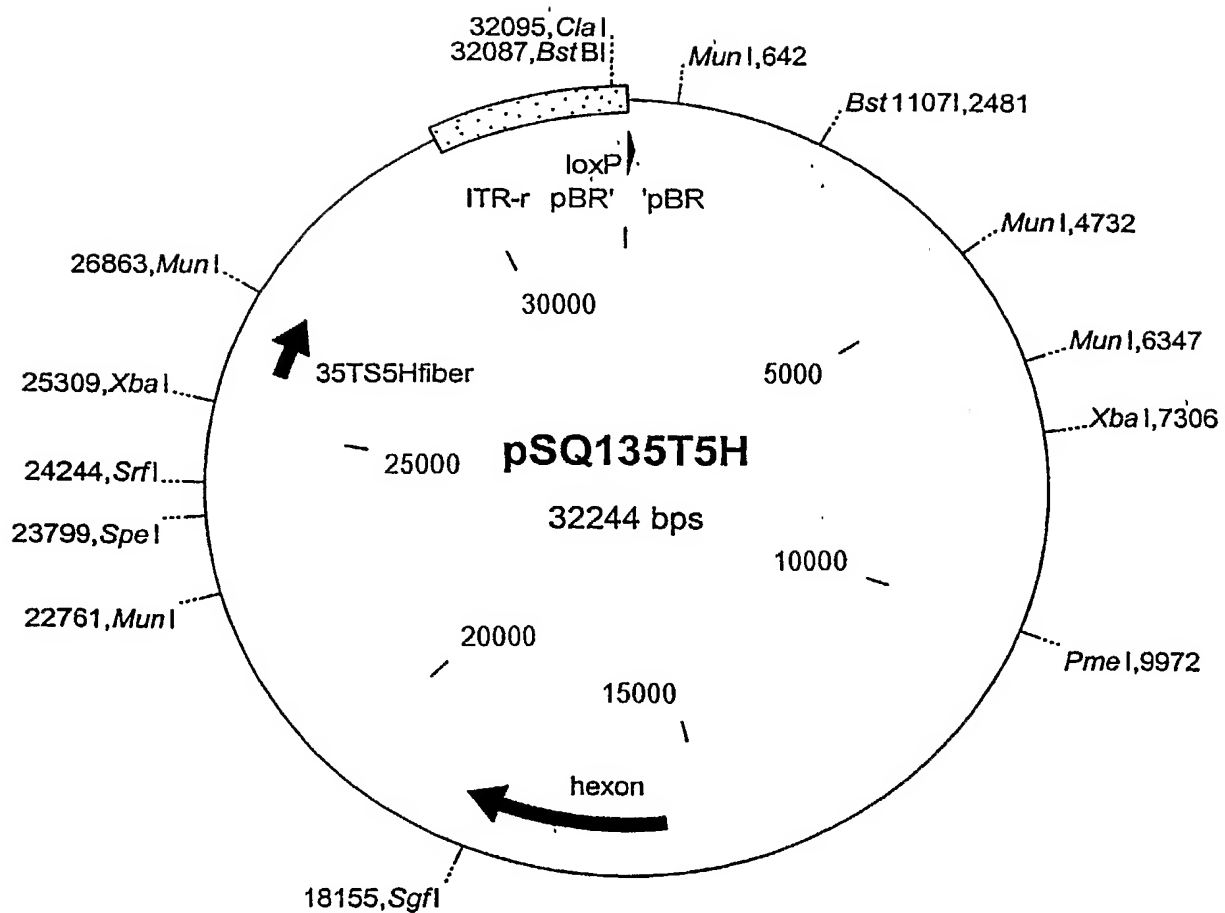 32095,ClaI
32087,BstBI
MunI,642
Bst1107I,2481
loxP
ITR-r pBR' 'pBR
MunI,4732
26863,MunI
30000
MunI,6347
35TS5Hfiber
5000
25309,XbaI
XbaI,7306
pSQ135T5H
25000
24244,SrfI
32244 bps
23799,SpeI
10000
22761,MunI
20000
PmeI,9972
15000
hexon
18155,SgfI